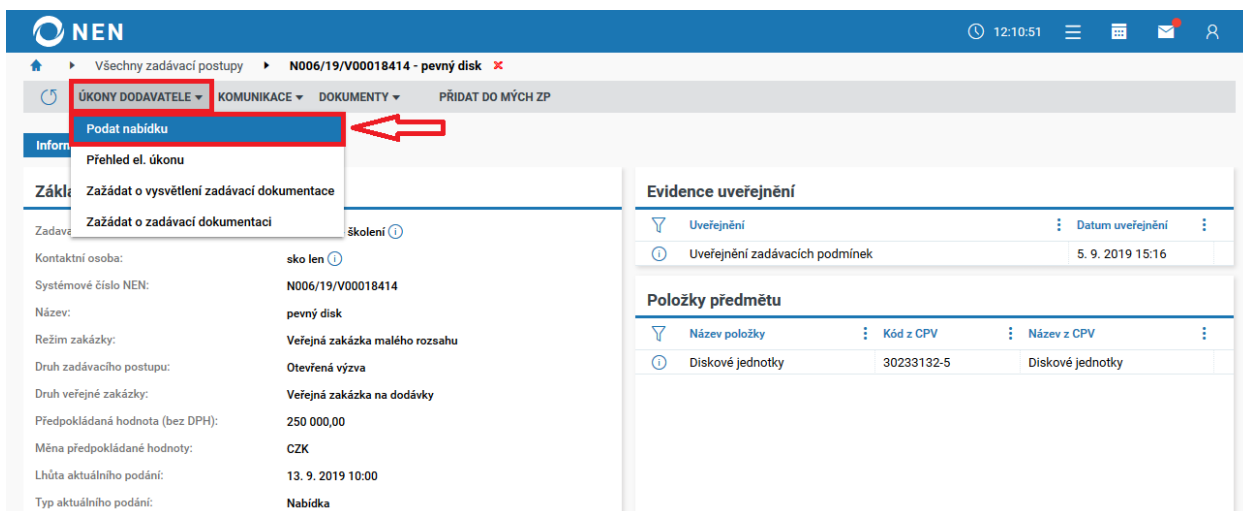 NEN
12:10:51
Všechny zadávací postupy
N006/19/V00018414 - pevný disk
ÚKONY DODAVATELE
KOMUNIKACE
DOKUMENTY
PŘIDAT DO MÝCH ZP
Podat nabídku
Přehled el. úkonu
Zažádat o vysvětlení zadávací dokumentace
Zažádat o zadávací dokumentaci
Inforn
Zákla
Zadava
školení
Kontaktní osoba:
sko len
Systémové číslo NEN:
N006/19/V00018414
Název:
pevný disk
Režim zakázky:
Veřejná zakázka malého rozsahu
Druh zadávacího postupu:
Otevřená výzva
Druh veřejné zakázky:
Veřejná zakázka na dodávky
Předpokládaná hodnota (bez DPH):
250 000,00
Měna předpokládané hodnoty:
CZK
Lhůta aktuálního podání:
13. 9. 2019 10:00
Typ aktuálního podání:
Nabídka
Evidence uveřejnění
Uveřejnění
Datum uveřejnění
Uveřejnění zadávacích podmínek
5. 9. 2019 15:16
Položky předmětu
Název položky
Kód z CPV
Název z CPV
Diskové jednotky
30233132-5
Diskové jednotky